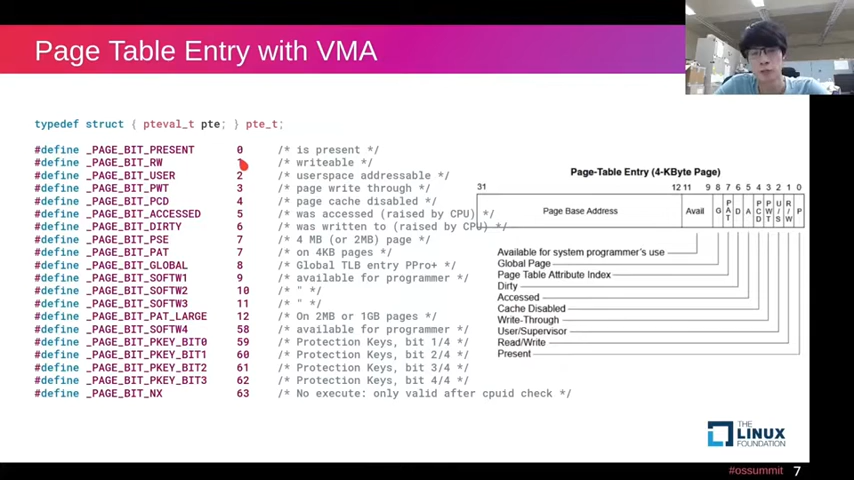 Page Table Entry with VMA
typedef struct { pteval_t pte; } pte_t;
#define _PAGE_BIT_PRESENT 0 /* is present */
#define _PAGE_BIT_RW 1 /* writeable */
#define _PAGE_BIT_USER 2 /* userspace addressable */
#define _PAGE_BIT_PWT 3 /* page write through */
#define _PAGE_BIT_PCD 4 /* page cache disabled */
#define _PAGE_BIT_ACCESSED 5 /* was accessed (raised by CPU) */
#define _PAGE_BIT_DIRTY 6 /* was written to (raised by CPU) */
#define _PAGE_BIT_PSE 7 /* 4 MB (or 2MB) page */
#define _PAGE_BIT_PAT 7 /* on 4KB pages */
#define _PAGE_BIT_GLOBAL 8 /* Global TLB entry PPro+ */
#define _PAGE_BIT_SOFTW1 9 /* available for programmer */
#define _PAGE_BIT_SOFTW2 10 /* " */
#define _PAGE_BIT_SOFTW3 11 /* " */
#define _PAGE_BIT_PAT_LARGE 12 /* On 2MB or 1GB pages */
#define _PAGE_BIT_SOFTW4 58 /* available for programmer */
#define _PAGE_BIT_PKEY_BIT0 59 /* Protection Keys, bit 1/4 */
#define _PAGE_BIT_PKEY_BIT1 60 /* Protection Keys, bit 2/4 */
#define _PAGE_BIT_PKEY_BIT2 61 /* Protection Keys, bit 3/4 */
#define _PAGE_BIT_PKEY_BIT3 62 /* Protection Keys, bit 4/4 */
#define _PAGE_BIT_NX 63 /* No execute: only valid after cpuid check */
Page-Table Entry (4-KByte Page)
31 12 11 9 8 7 6 5 4 3 2 1 0
Page Base Address Avail G PAT D A PCD PWT U/S R/W P
Available for system programmer's use
Global Page
Page Table Attribute Index
Dirty
Accessed
Cache Disabled
Write-Through
User/Supervisor
Read/Write
Present
THE
LINUX
FOUNDATION
#ossummit 7